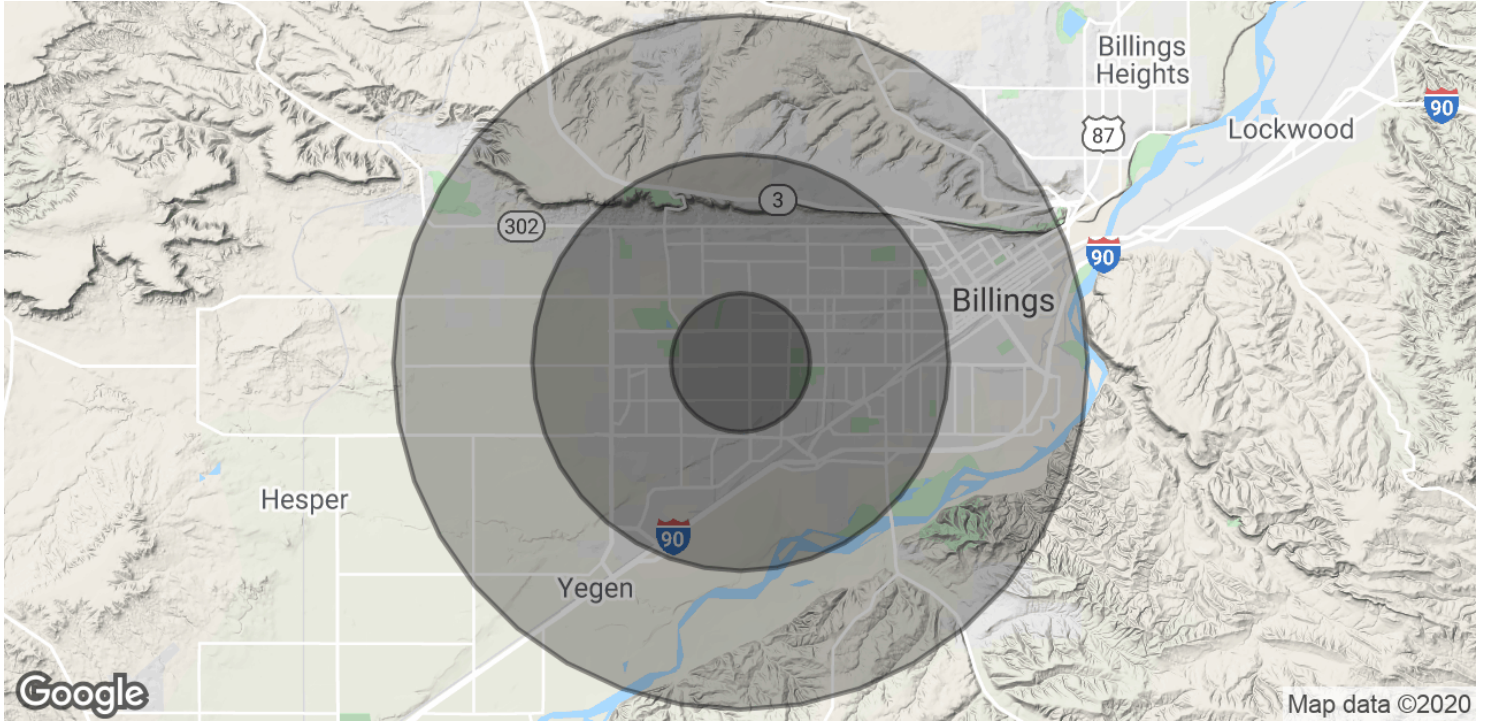 Billings
Heights
90
Lockwood
87
3
302
90
Billings
Hesper
90
Yegen
Google
Map data ©2020